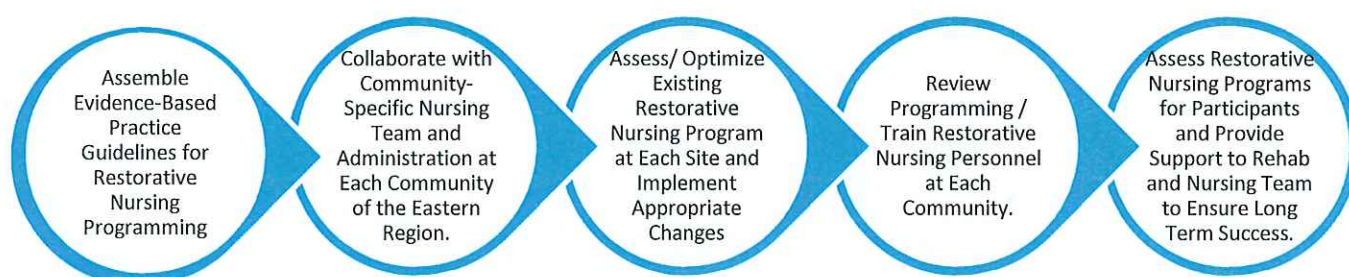 Assemble
Evidence-Based
Practice
Guidelines for
Restorative
Nursing
Programming
Collaborate with
Community-
Specific Nursing
Team and
Administration at
Each Community
of the Eastern
Region.
Assess/ Optimize
Existing
Restorative
Nursing Program
at Each Site and
Implement
Appropriate
Changes
Review
Programming /
Train Restorative
Nursing Personnel
at Each
Community.
Assess Restorative
Nursing Programs
for Participants
and Provide
Support to Rehab
and Nursing Team
to Ensure Long
Term Success.